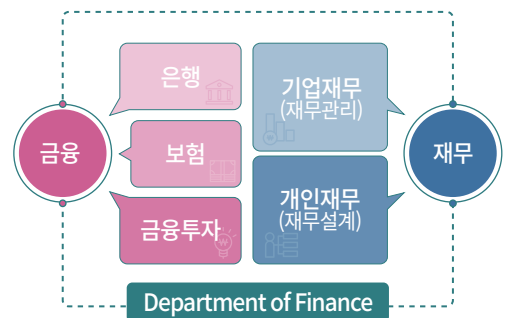 금융
은행
보험
금융투자
기업재무
(재무관리)
개인재무
(재무설계)
재무
Department of Finance